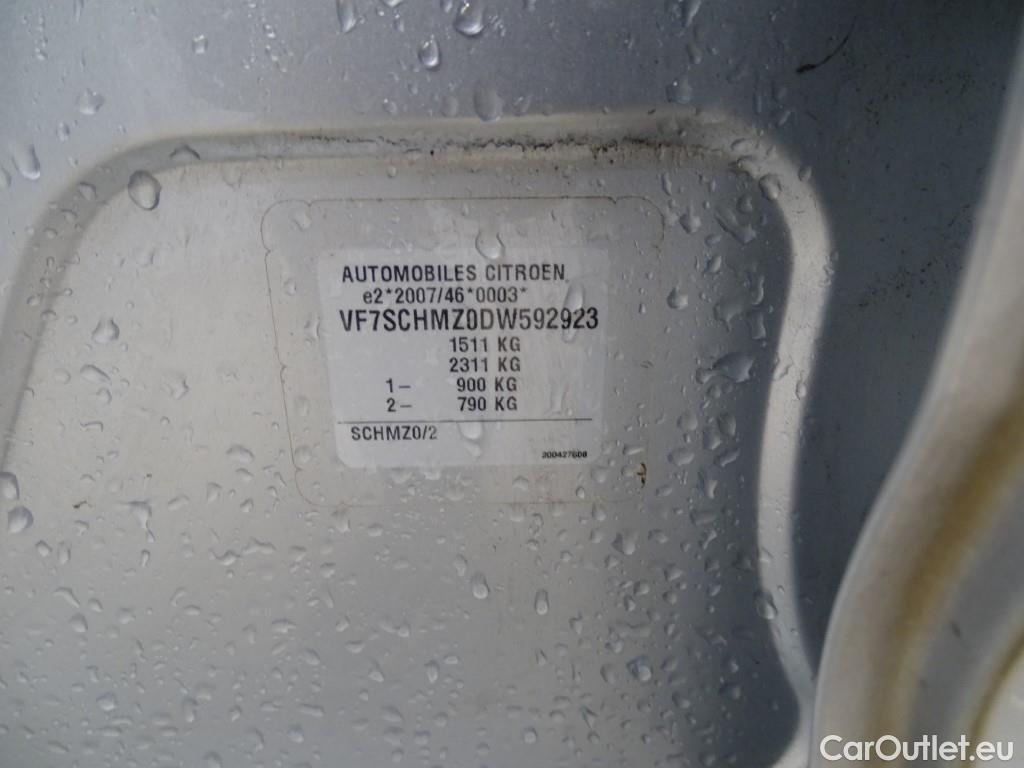 AUTOMOBILES CITROEN
e2*2007/46*0003*
VF7SCHMZ0DW592923
1511 KG
2311 KG
1- 900 KG
2- 790 KG
SCHMZ0/2
200427608
CarOutlet.eu